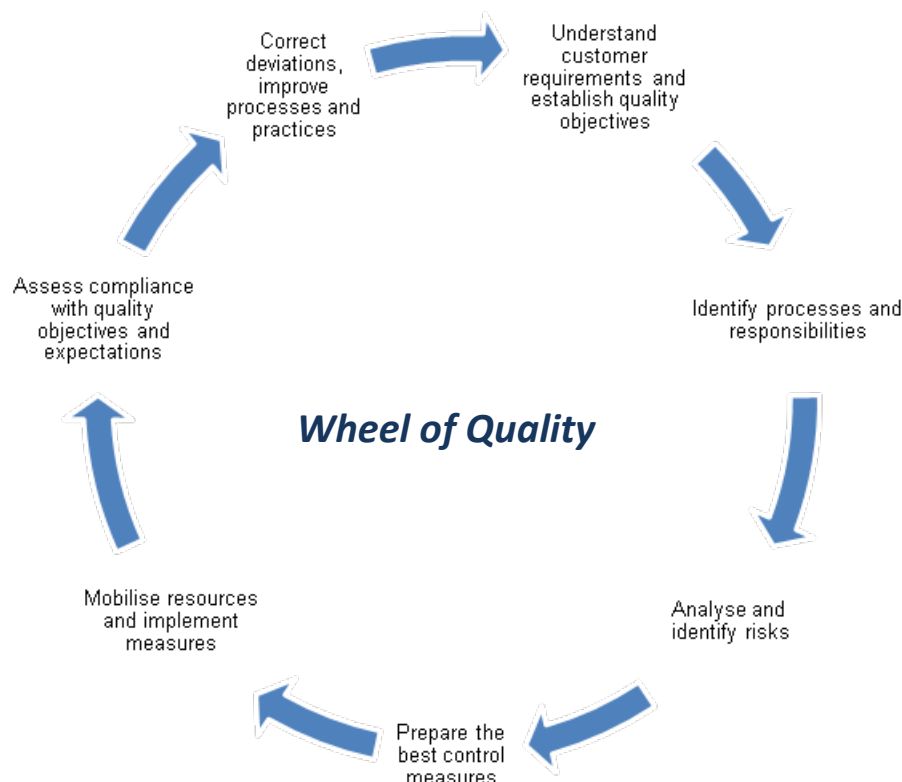 Correct
deviations,
improve
processes and
practices
Understand
customer
requirements and
establish quality
objectives
Identify processes and
responsibilities
Analyse and
identify risks
Prepare the
best control
measures
Mobilise resources
and implement
measures
Assess compliance
with quality
objectives and
expectations
Wheel of Quality